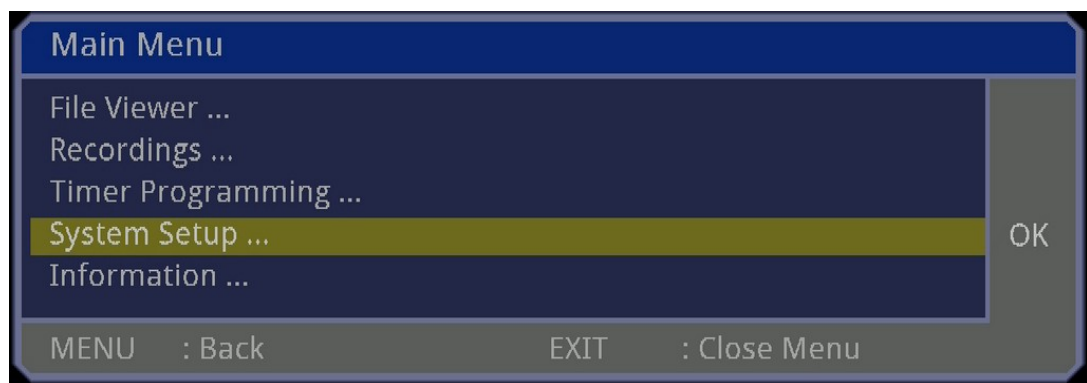 Main Menu
File Viewer ...
Recordings ...
Timer Programming ...
System Setup ... OK
Information ...
MENU : Back EXIT : Close Menu